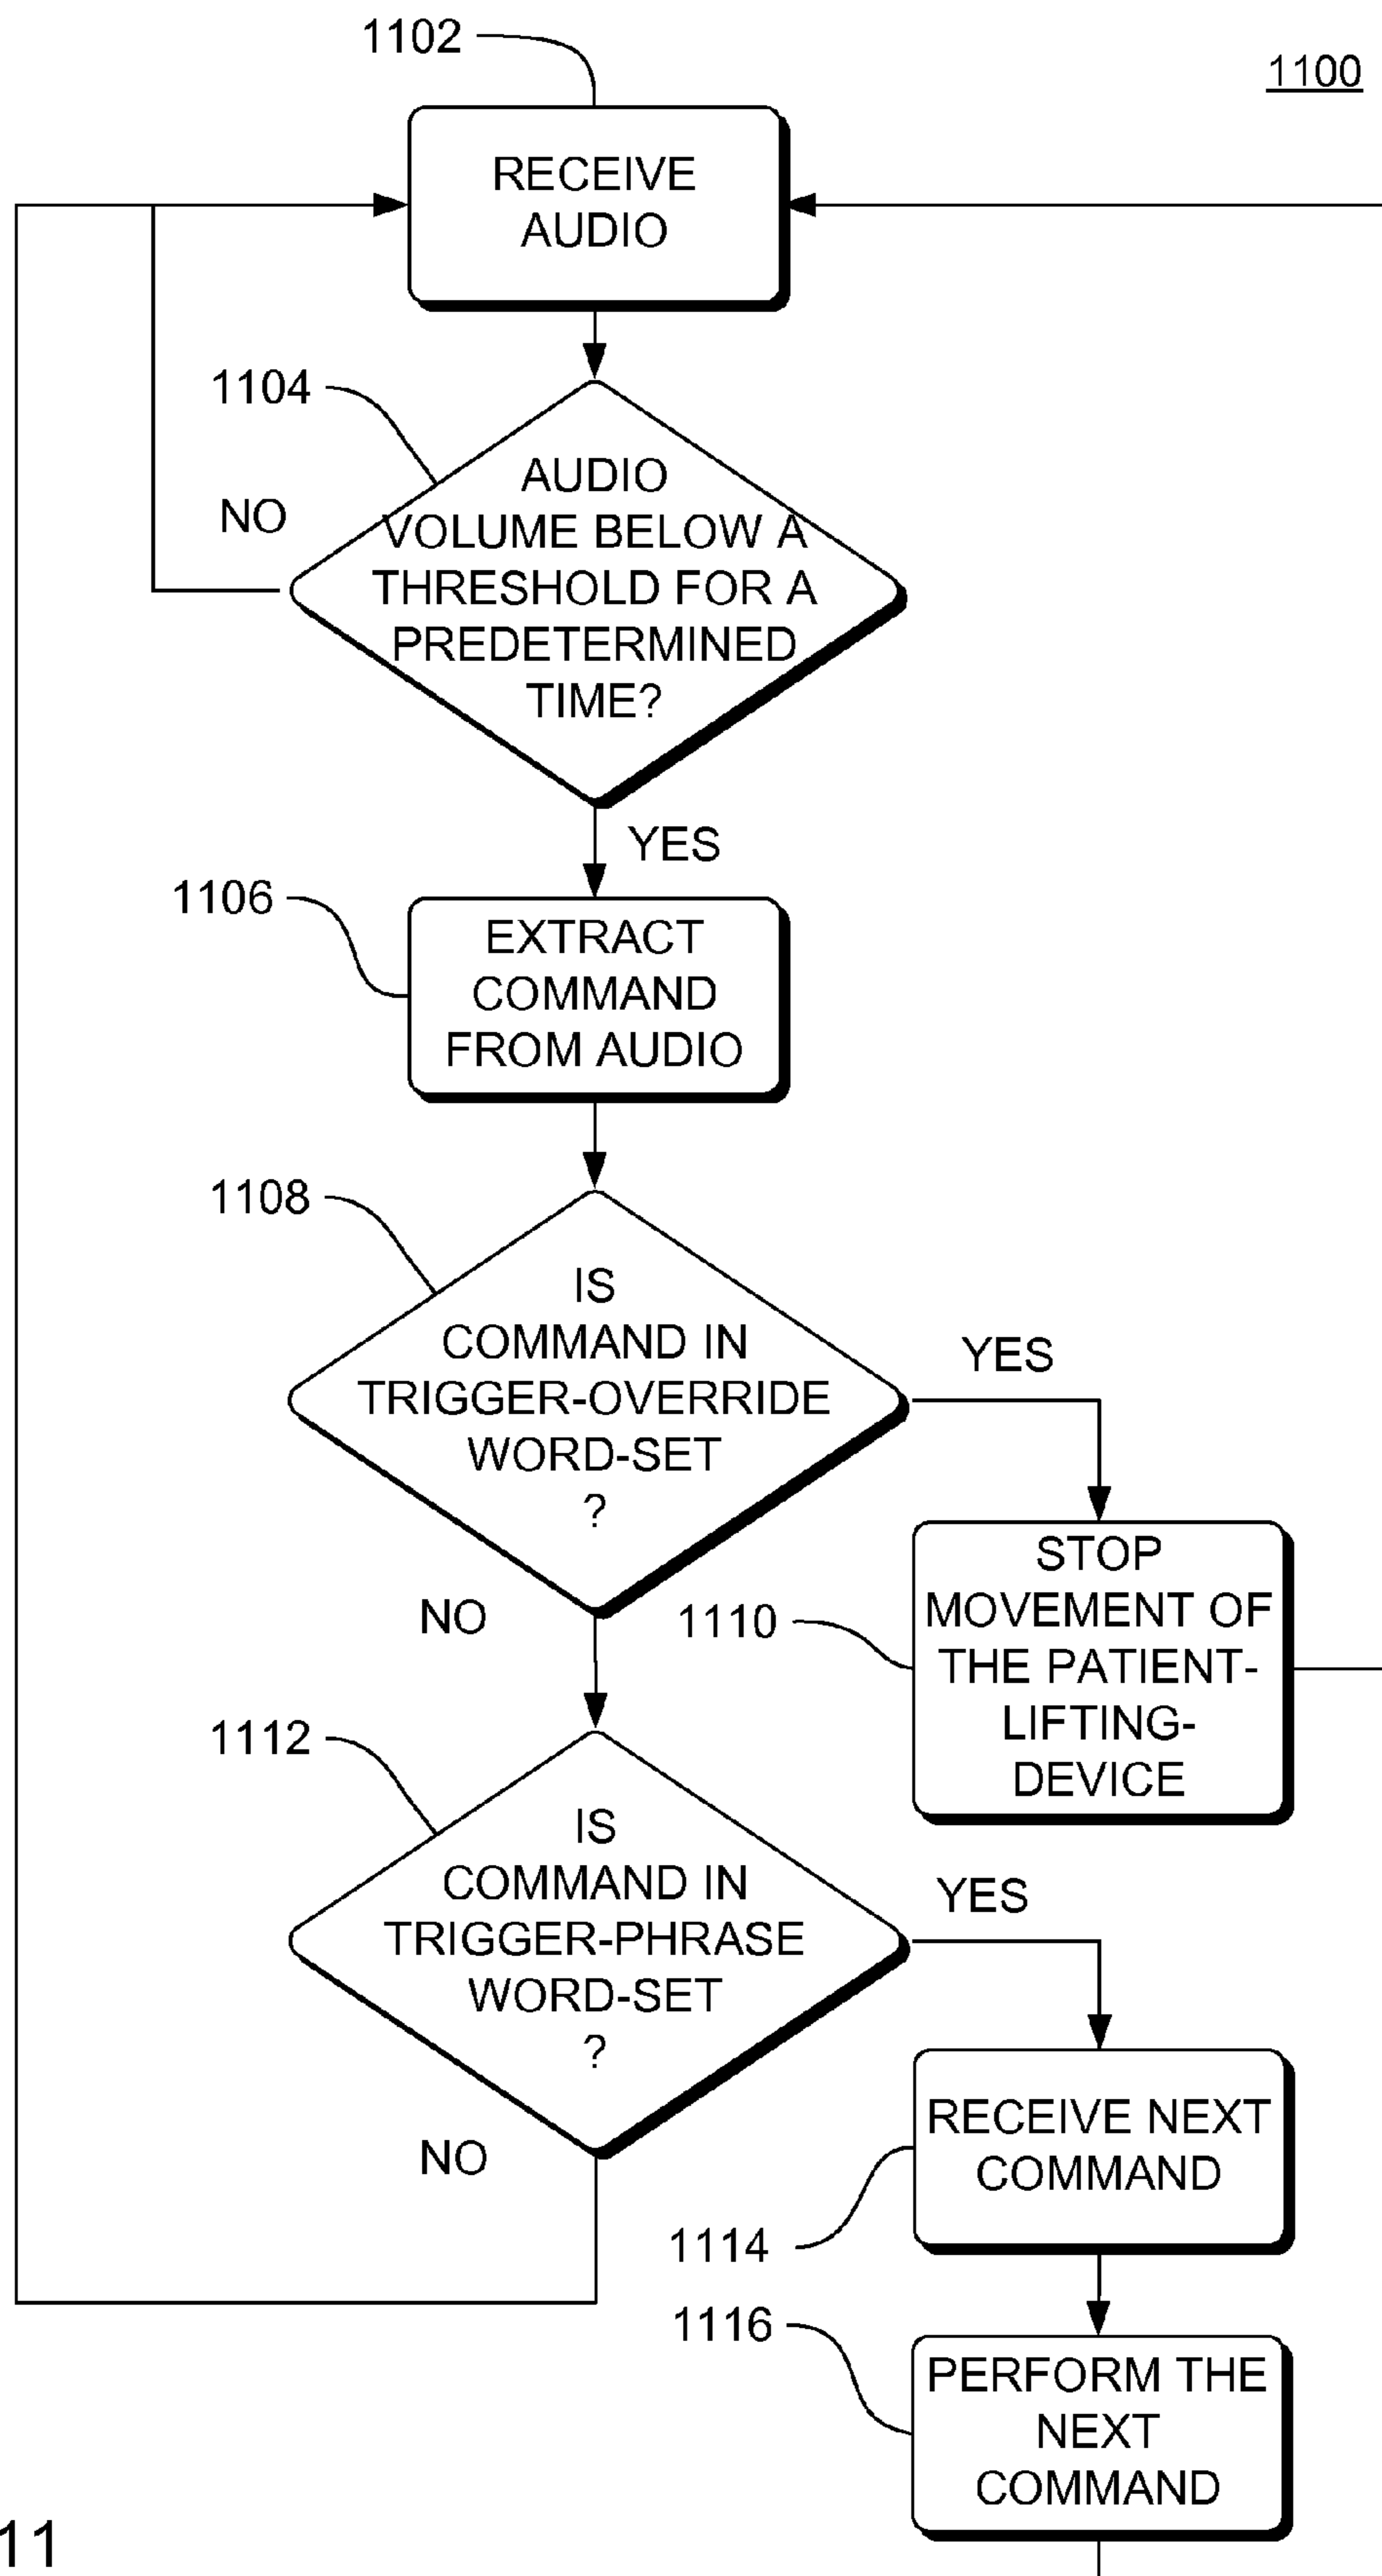 1102
1100
RECEIVE
AUDIO
1104
AUDIO
VOLUME BELOW A
THRESHOLD FOR A
PREDETERMINED
TIME?
NO
YES
1106
EXTRACT
COMMAND
FROM AUDIO
1108
IS
COMMAND IN
TRIGGER-OVERRIDE
WORD-SET
?
YES
NO
1110
STOP
MOVEMENT OF
THE PATIENT-
LIFTING-
DEVICE
1112
IS
COMMAND IN
TRIGGER-PHRASE
WORD-SET
?
YES
NO
1114
RECEIVE NEXT
COMMAND
1116
PERFORM THE
NEXT
COMMAND
11